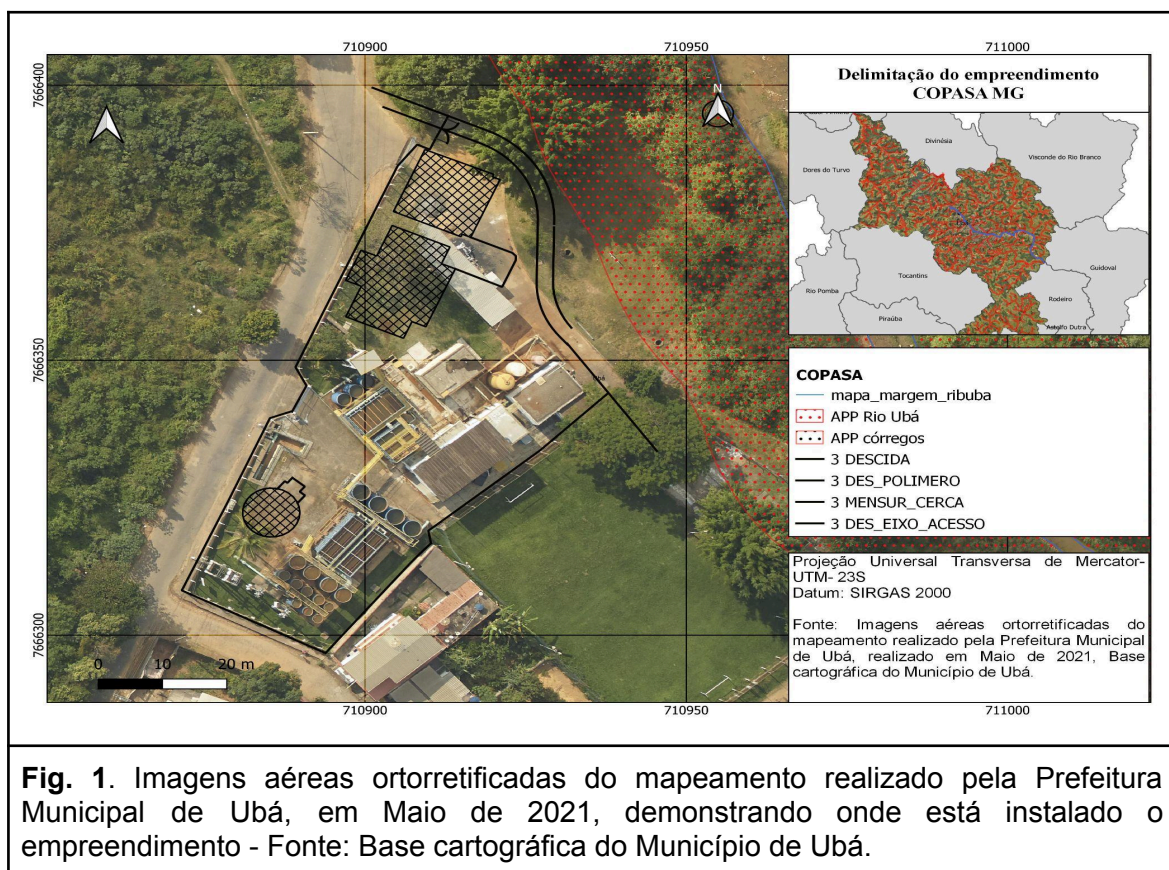 710900
710950
711000
7666400
7666350
7666300
N
Ubá
0 10 20 m
Delimitação do empreendimento
COPASA MG
Divinésia
Visconde do Rio Branco
Dores do Turvo
Guidoval
Tocantins
Rio Pomba
Rodeiro
Piraúba
Astolfo Dutra
COPASA
mapa_margem_ribuba
APP Rio Ubá
APP córregos
3 DESCIDA
3 DES_POLIMERO
3 MENSUR_CERCA
3 DES_EIXO_ACESSO
Projeção Universal Transversa de Mercator-
UTM- 23S
Datum: SIRGAS 2000
Fonte: Imagens aéreas ortorretificadas do
mapeamento realizado pela Prefeitura Municipal
de Ubá, realizado em Maio de 2021, Base
cartográfica do Município de Ubá.
710900
710950
711000
Fig. 1. Imagens aéreas ortorretificadas do mapeamento realizado pela Prefeitura
Municipal de Ubá, em Maio de 2021, demonstrando onde está instalado o
empreendimento - Fonte: Base cartográfica do Município de Ubá.